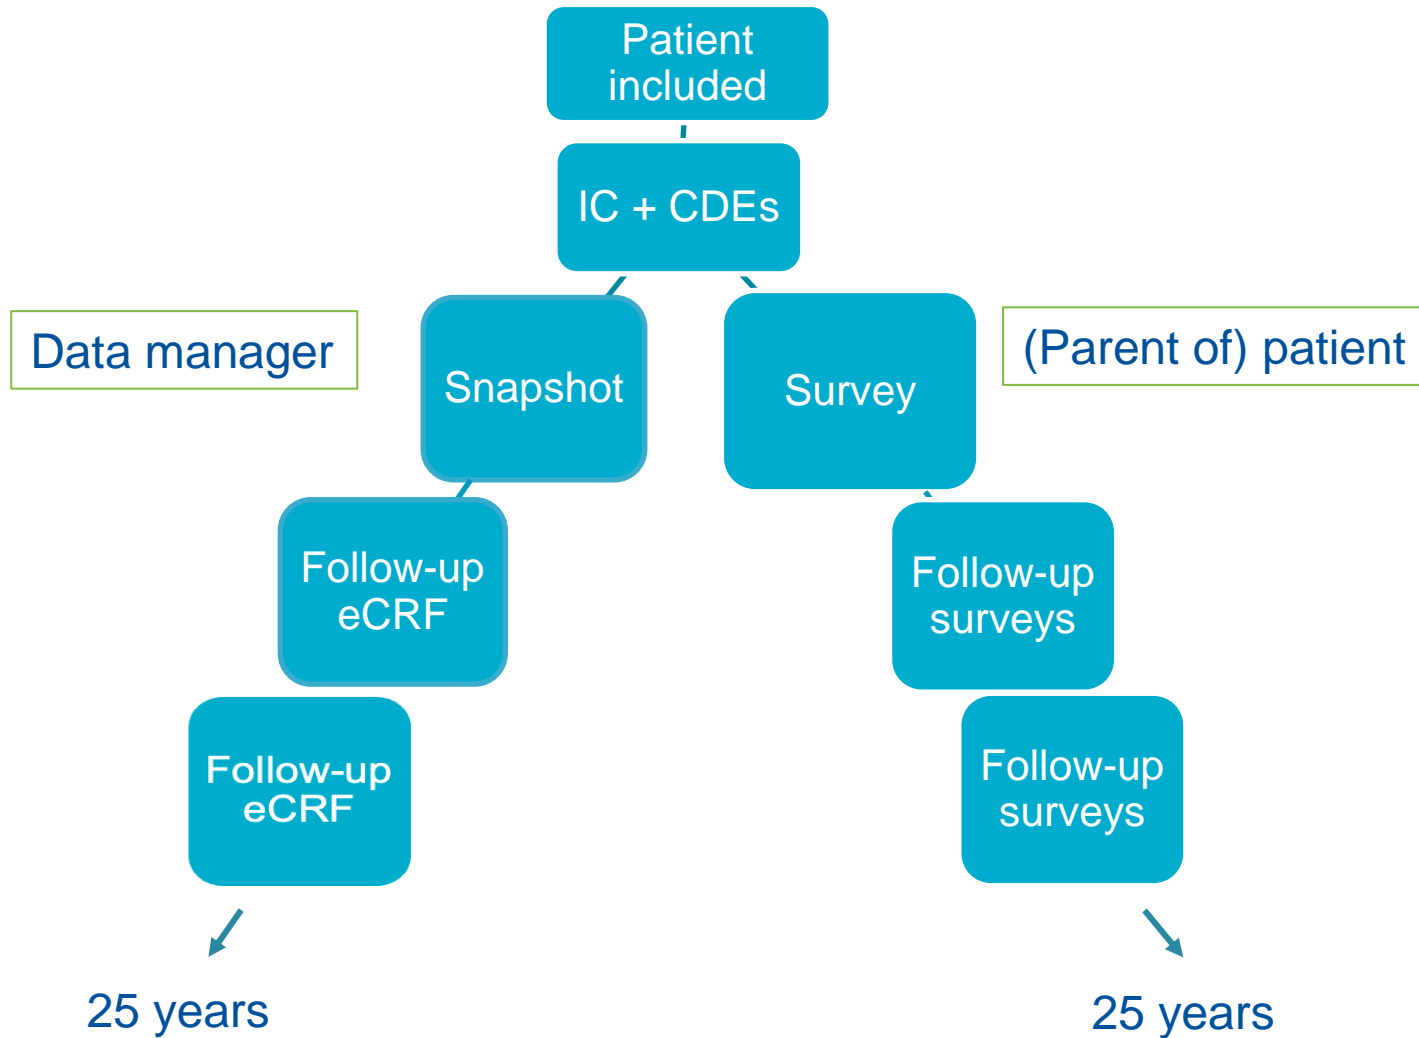 Patient
included
IC + CDEs
Data manager
Snapshot
Survey
(Parent of) patient
Follow-up
eCRF
Follow-up
surveys
Follow-up
eCRF
Follow-up
surveys
25 years
25 years